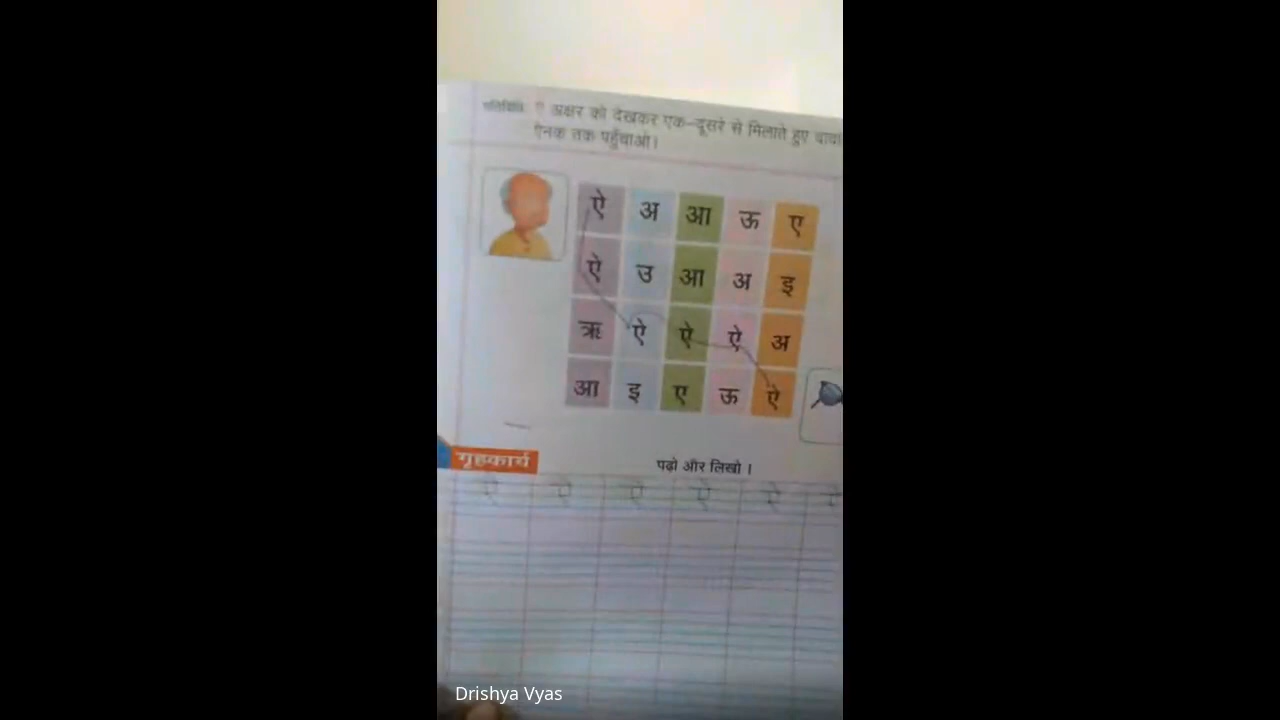 ऐ अक्षर को देखकर एक-दूसरे से मिलाते हुए
ऐनक तक पहुँचाओ।
ऐ अ आ ऊ ए
ऐ उ आ अ इ
ऋ ऐ ऐ ऐ अ
आ इ ए ऊ ऐ
गृहकार्य
पढ़ो और लिखो।
ऐ ऐ ऐ ऐ ऐ ऐ
Drishya Vyas